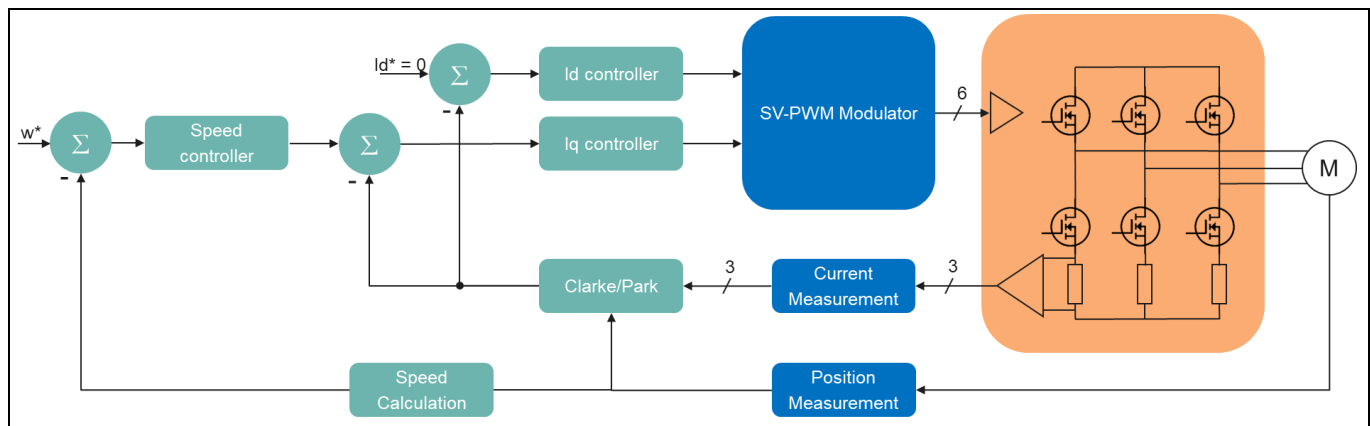 Id* = 0
Σ
Id controller
SV-PWM Modulator
6
w*
Σ
Speed
controller
Σ
Iq controller
M
-
-
-
Clarke/Park
3
Current
Measurement
3
Speed
Calculation
Position
Measurement